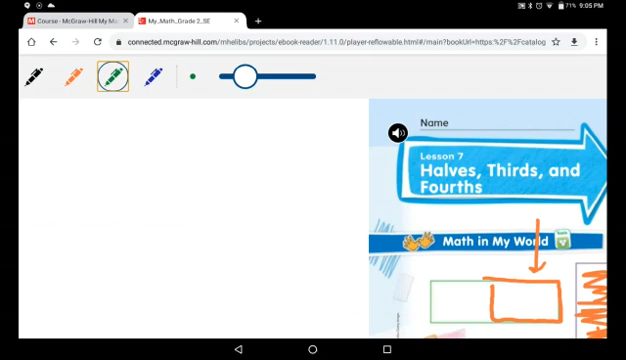 71% 9:05 PM
Course - McGraw-Hill My Ma
My_Math_Grade 2_SE
connected.mcgraw-hill.com/mhelibs/projects/ebook-reader/1.11.0/player-reflowable.html#/main?bookUrl=https:%2F%2Fcatalog
Name
Lesson 7
Halves, Thirds, and
Fourths
Math in My World